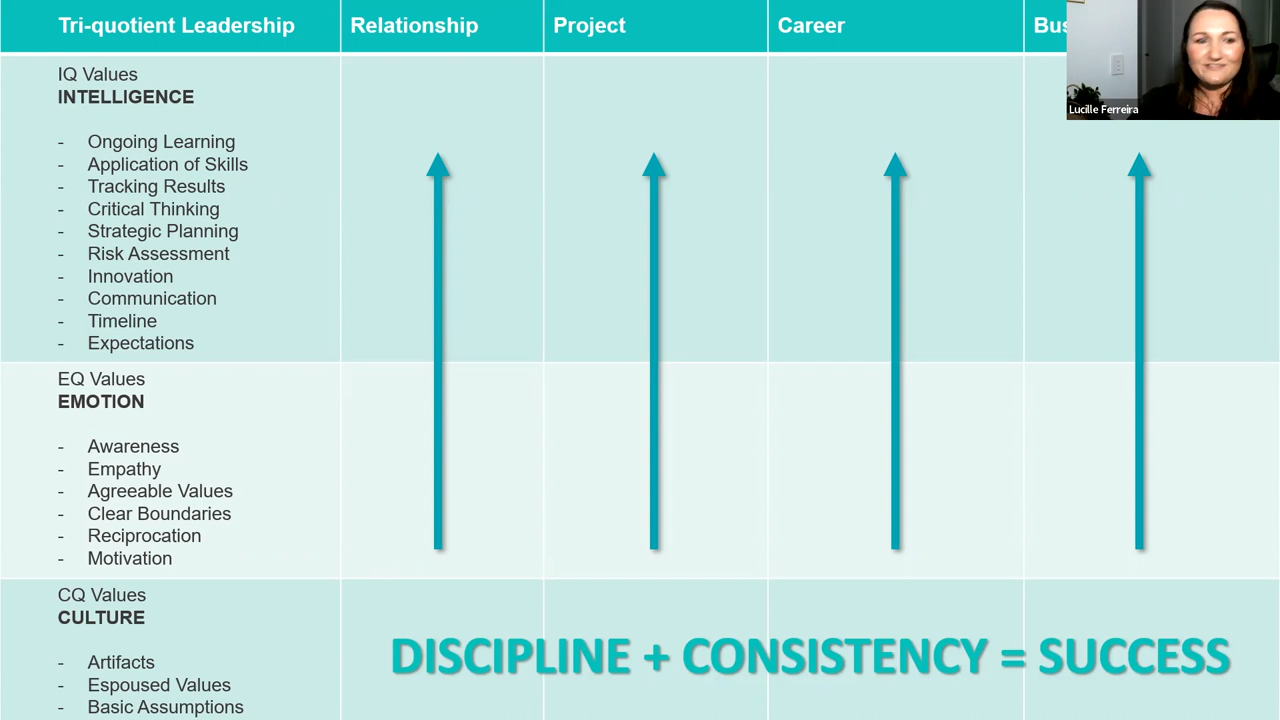 Tri-quotient Leadership
Relationship
Project
Career
Lucille Ferreira
IQ Values
INTELLIGENCE
- Ongoing Learning
- Application of Skills
- Tracking Results
- Critical Thinking
- Strategic Planning
- Risk Assessment
- Innovation
- Communication
- Timeline
- Expectations
EQ Values
EMOTION
- Awareness
- Empathy
- Agreeable Values
- Clear Boundaries
- Reciprocation
- Motivation
CQ Values
CULTURE
- Artifacts
- Espoused Values
- Basic Assumptions
DISCIPLINE + CONSISTENCY = SUCCESS